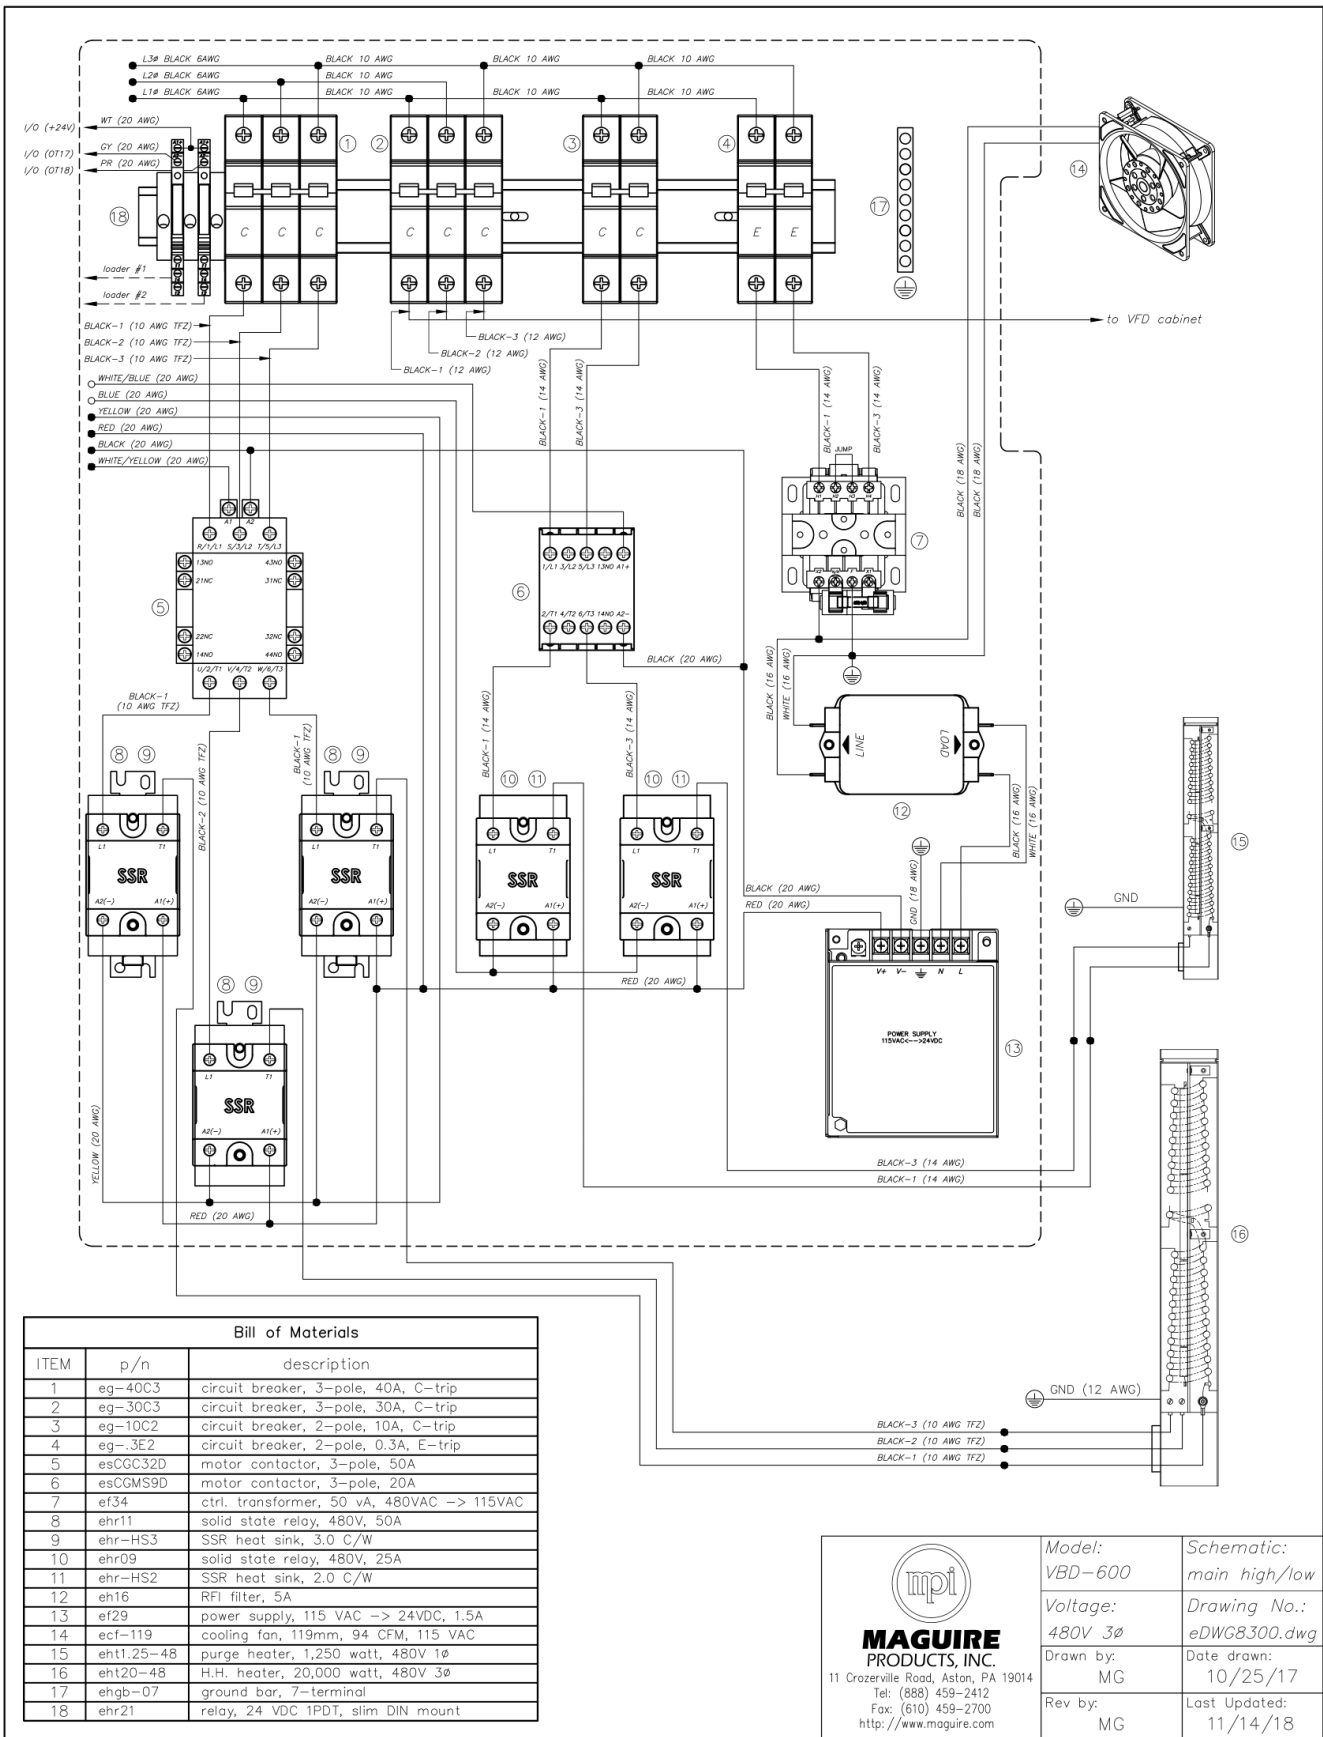 L3ø BLACK 6AWG BLACK 10 AWG BLACK 10 AWG BLACK 10 AWG
L2ø BLACK 6AWG BLACK 10 AWG
L1ø BLACK 6AWG BLACK 10 AWG BLACK 10 AWG BLACK 10 AWG
I/O (+24V) WT (20 AWG)
I/O (OT17) GY (20 AWG)
I/O (OT18) PR (20 AWG)
1 2 3 4
14
17
18
C C C C C C C C E E
loader #1
loader #2
to VFD cabinet
BLACK-1 (10 AWG TFZ)
BLACK-2 (10 AWG TFZ)
BLACK-3 (10 AWG TFZ)
BLACK-3 (12 AWG)
BLACK-2 (12 AWG)
BLACK-1 (12 AWG)
WHITE/BLUE (20 AWG)
BLUE (20 AWG)
YELLOW (20 AWG)
RED (20 AWG)
BLACK (20 AWG)
WHITE/YELLOW (20 AWG)
BLACK-1 (14 AWG)
BLACK-3 (14 AWG)
BLACK-1 (14 AWG)
BLACK-3 (14 AWG)
JUMP
BLACK (18 AWG)
BLACK (18 AWG)
H1 H2 H3 H4
7
A1 A2
R/1/L1 S/3/L2 T/5/L3
13NO 43NO
21NC 31NC
5
22NC 32NC
14NO 44NO
U/2/T1 V/4/T2 W/6/T3
6
1/L1 3/L2 5/L3 13NO A1+
2/T1 4/T2 6/T3 14NO A2-
BLACK (20 AWG)
BLACK-1
(10 AWG TFZ)
BLACK-2 (10 AWG TFZ)
BLACK-1
(10 AWG TFZ)
BLACK-1 (14 AWG)
BLACK-3 (14 AWG)
BLACK (16 AWG)
WHITE (16 AWG)
LINE
LOAD
12
BLACK (16 AWG)
WHITE (16 AWG)
8 9
L1 T1
SSR
A2(-) A1(+)
8 9
L1 T1
SSR
A2(-) A1(+)
10 11
L1 T1
SSR
A2(-) A1(+)
10 11
L1 T1
SSR
A2(-) A1(+)
8 9
L1 T1
SSR
A2(-) A1(+)
BLACK (20 AWG)
RED (20 AWG)
GND (18 AWG)
RED (20 AWG)
V+ V- N L
POWER SUPPLY
115VAC<-->24VDC
13
15
GND
YELLOW (20 AWG)
RED (20 AWG)
BLACK-3 (14 AWG)
BLACK-1 (14 AWG)
16
GND (12 AWG)
BLACK-3 (10 AWG TFZ)
BLACK-2 (10 AWG TFZ)
BLACK-1 (10 AWG TFZ)
Bill of Materials
ITEM p/n description
1 eg-40C3 circuit breaker, 3-pole, 40A, C-trip
2 eg-30C3 circuit breaker, 3-pole, 30A, C-trip
3 eg-10C2 circuit breaker, 2-pole, 10A, C-trip
4 eg-.3E2 circuit breaker, 2-pole, 0.3A, E-trip
5 esCGC32D motor contactor, 3-pole, 50A
6 esCGMS9D motor contactor, 3-pole, 20A
7 ef34 ctrl. transformer, 50 vA, 480VAC -> 115VAC
8 ehr11 solid state relay, 480V, 50A
9 ehr-HS3 SSR heat sink, 3.0 C/W
10 ehr09 solid state relay, 480V, 25A
11 ehr-HS2 SSR heat sink, 2.0 C/W
12 eh16 RFI filter, 5A
13 ef29 power supply, 115 VAC -> 24VDC, 1.5A
14 ecf-119 cooling fan, 119mm, 94 CFM, 115 VAC
15 eht1.25-48 purge heater, 1,250 watt, 480V 1ø
16 eht20-48 H.H. heater, 20,000 watt, 480V 3ø
17 ehgb-07 ground bar, 7-terminal
18 ehr21 relay, 24 VDC 1PDT, slim DIN mount
mpi
MAGUIRE
PRODUCTS, INC.
11 Crozerville Road, Aston, PA 19014
Tel: (888) 459-2412
Fax: (610) 459-2700
http://www.maguire.com
Model:
VBD-600
Schematic:
main high/low
Voltage:
480V 3ø
Drawing No.:
eDWG8300.dwg
Drawn by:
MG
Date drawn:
10/25/17
Rev by:
MG
Last Updated:
11/14/18